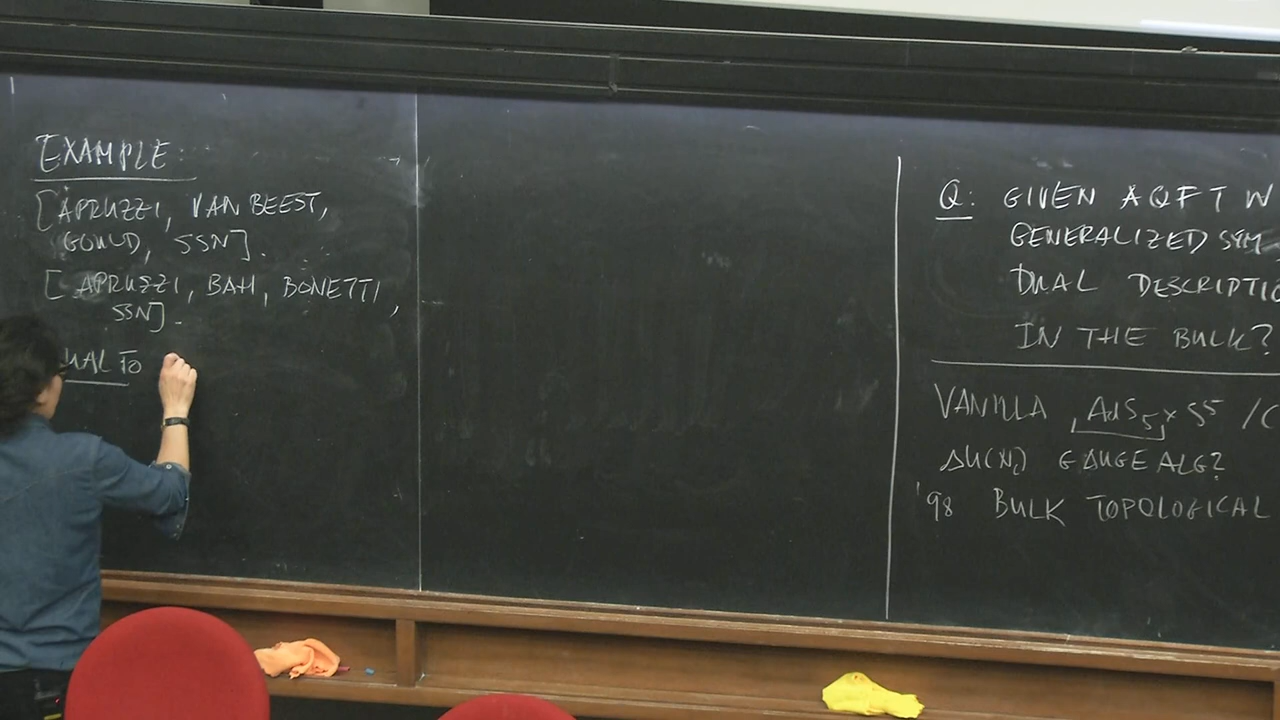 EXAMPLE:
[APRUZZI, VAN BEEST,
GOULD, SSN].
[APRUZZI, BAH, BONETTI,
SSN].
UAL TO
Q: GIVEN A QFT W
GENERALIZED SYM
DUAL DESCRIPTIO
IN THE BULK?
VANILLA AdS5 × S5 /
su(N) GAUGE ALG?
'98 BULK TOPOLOGICAL